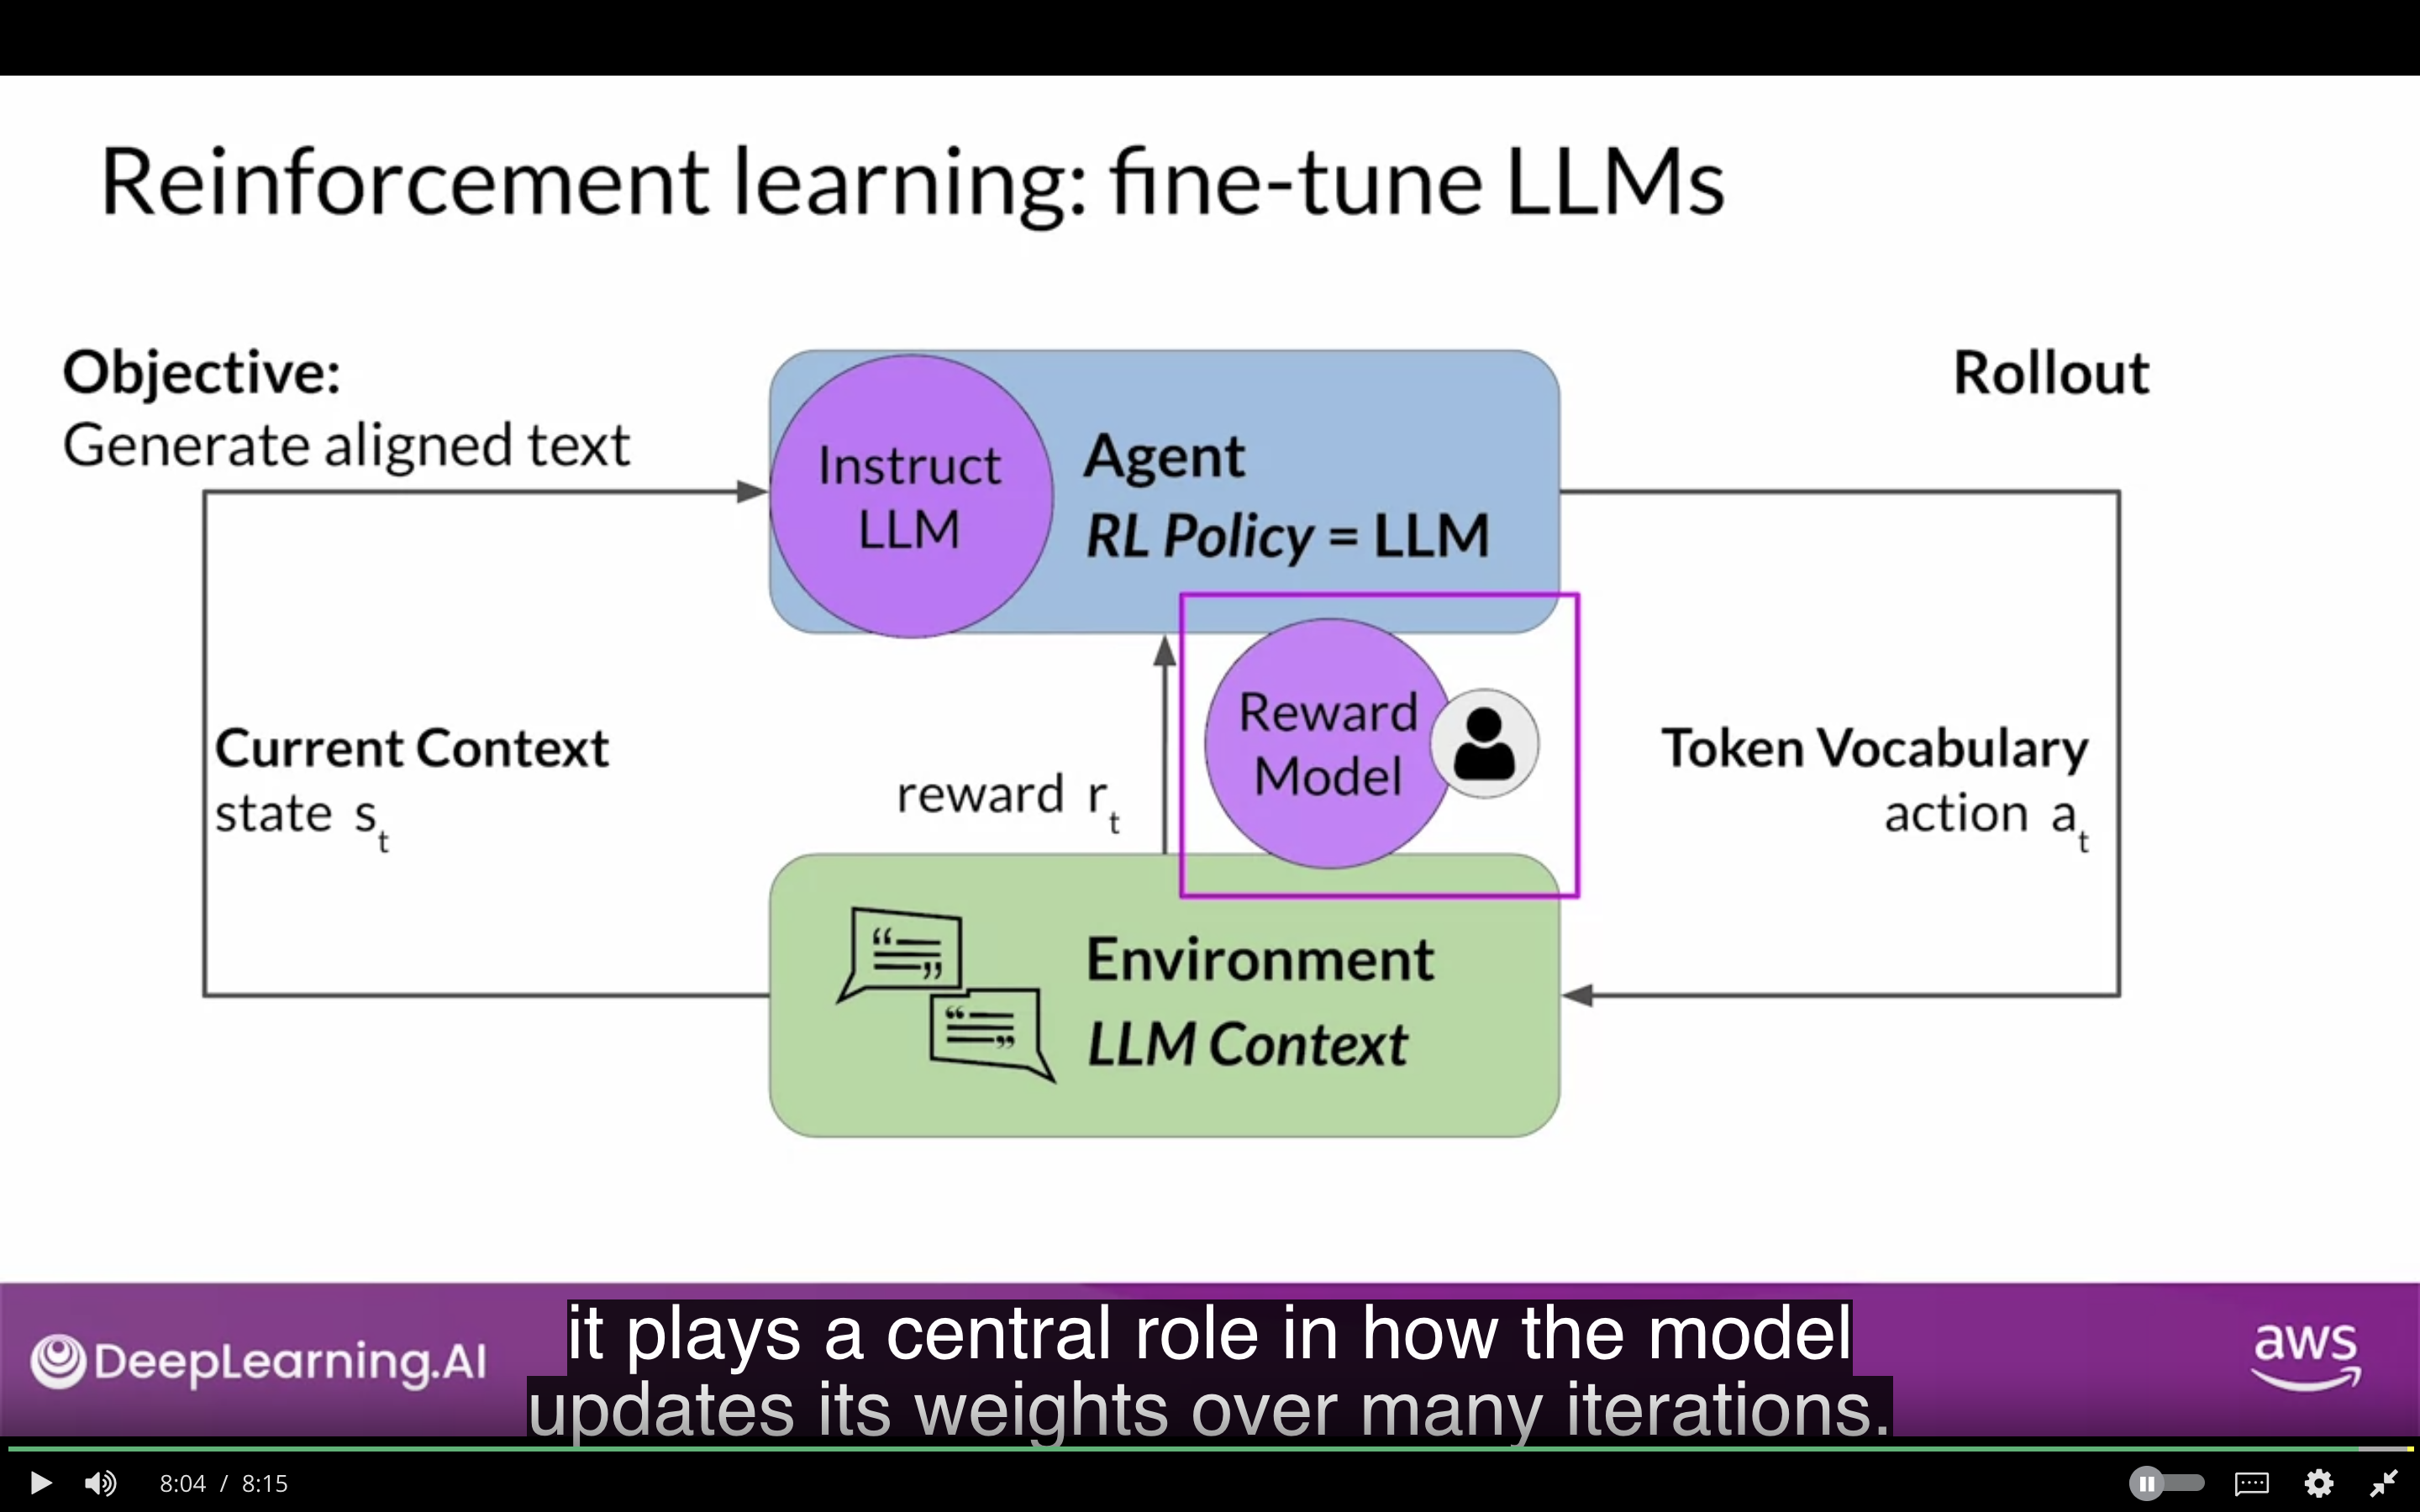 Reinforcement learning: fine-tune LLMs
Objective:
Generate aligned text
Rollout
Instruct
LLM
Agent
RL Policy = LLM
Current Context
state s_t
reward r_t
Reward
Model
Token Vocabulary
action a_t
Environment
LLM Context
DeepLearning.AI
it plays a central role in how the model
updates its weights over many iterations.
aws
8:04 / 8:15